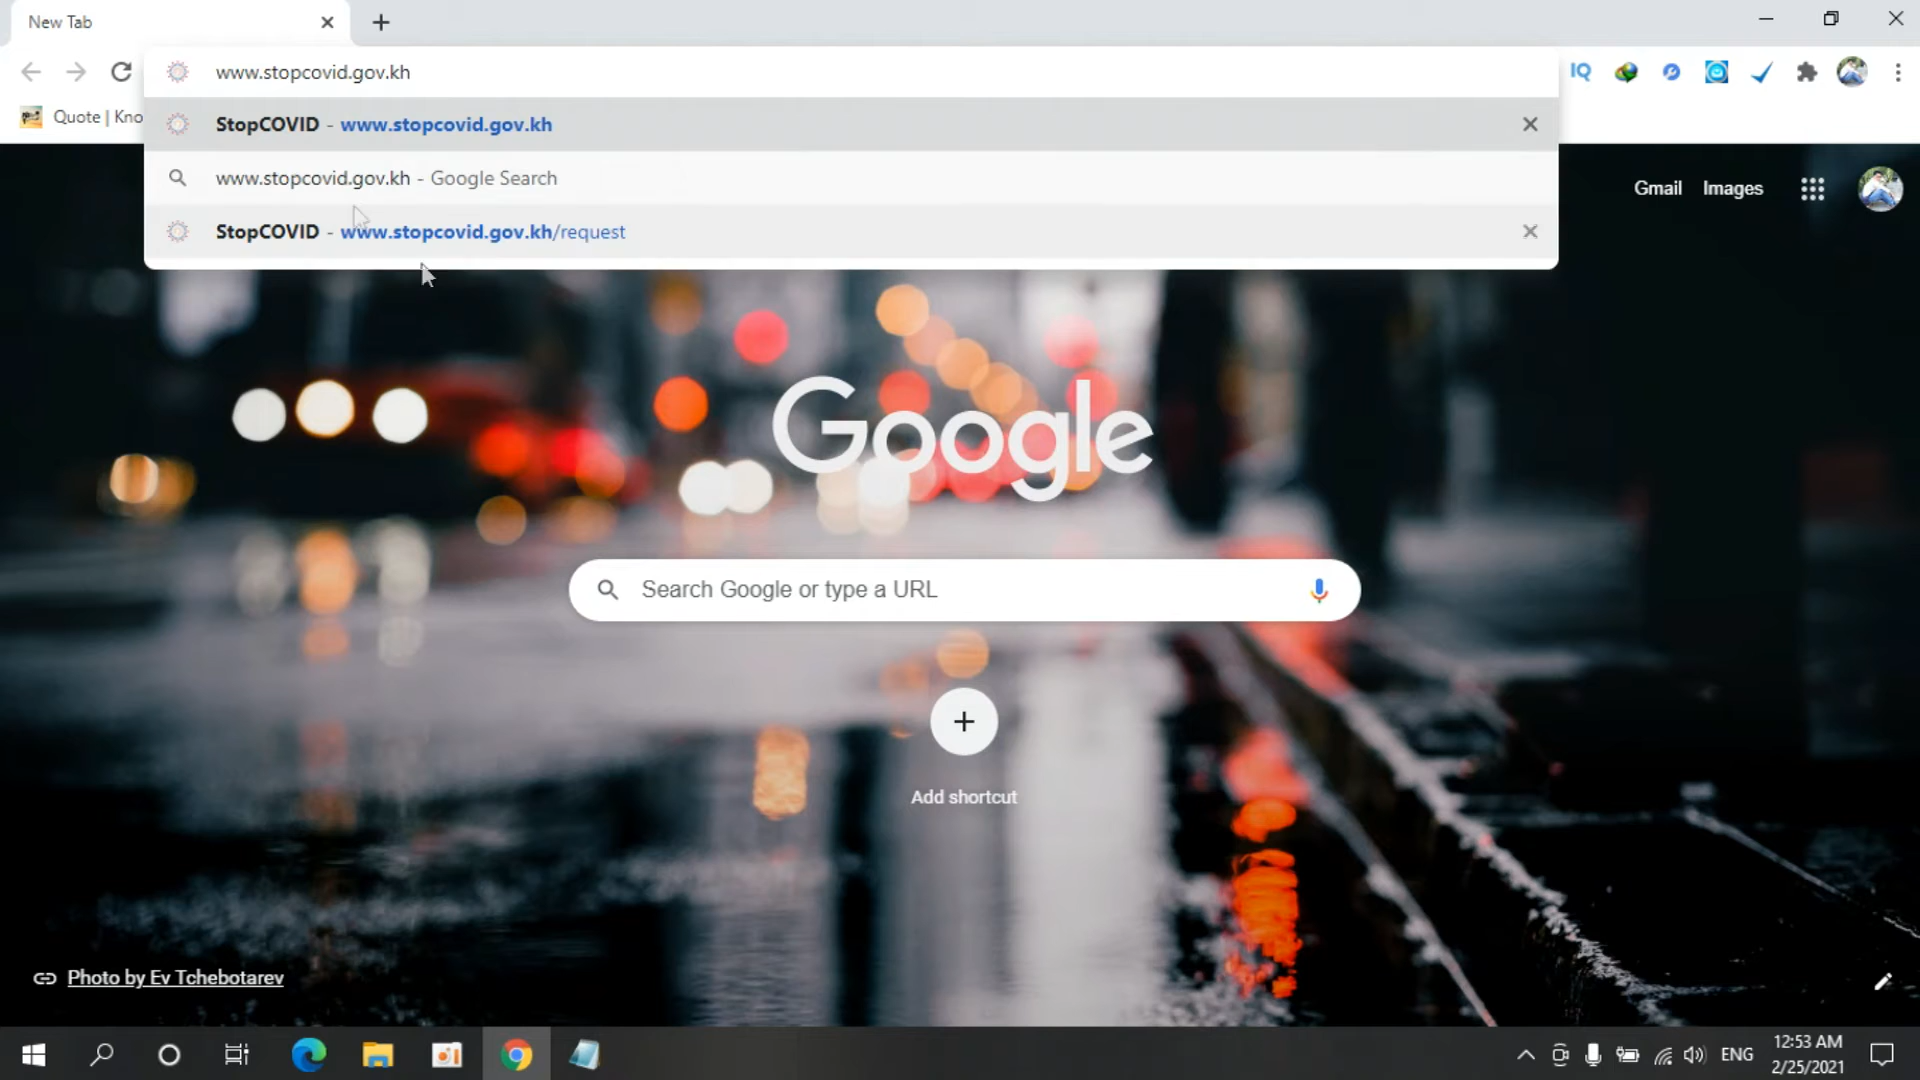 New Tab
www.stopcovid.gov.kh
Quote | Kno
StopCOVID - www.stopcovid.gov.kh
www.stopcovid.gov.kh - Google Search
StopCOVID - www.stopcovid.gov.kh/request
IQ
Gmail Images
Google
Search Google or type a URL
Add shortcut
Photo by Ev Tchebotarev
ENG
12:53 AM
2/25/2021